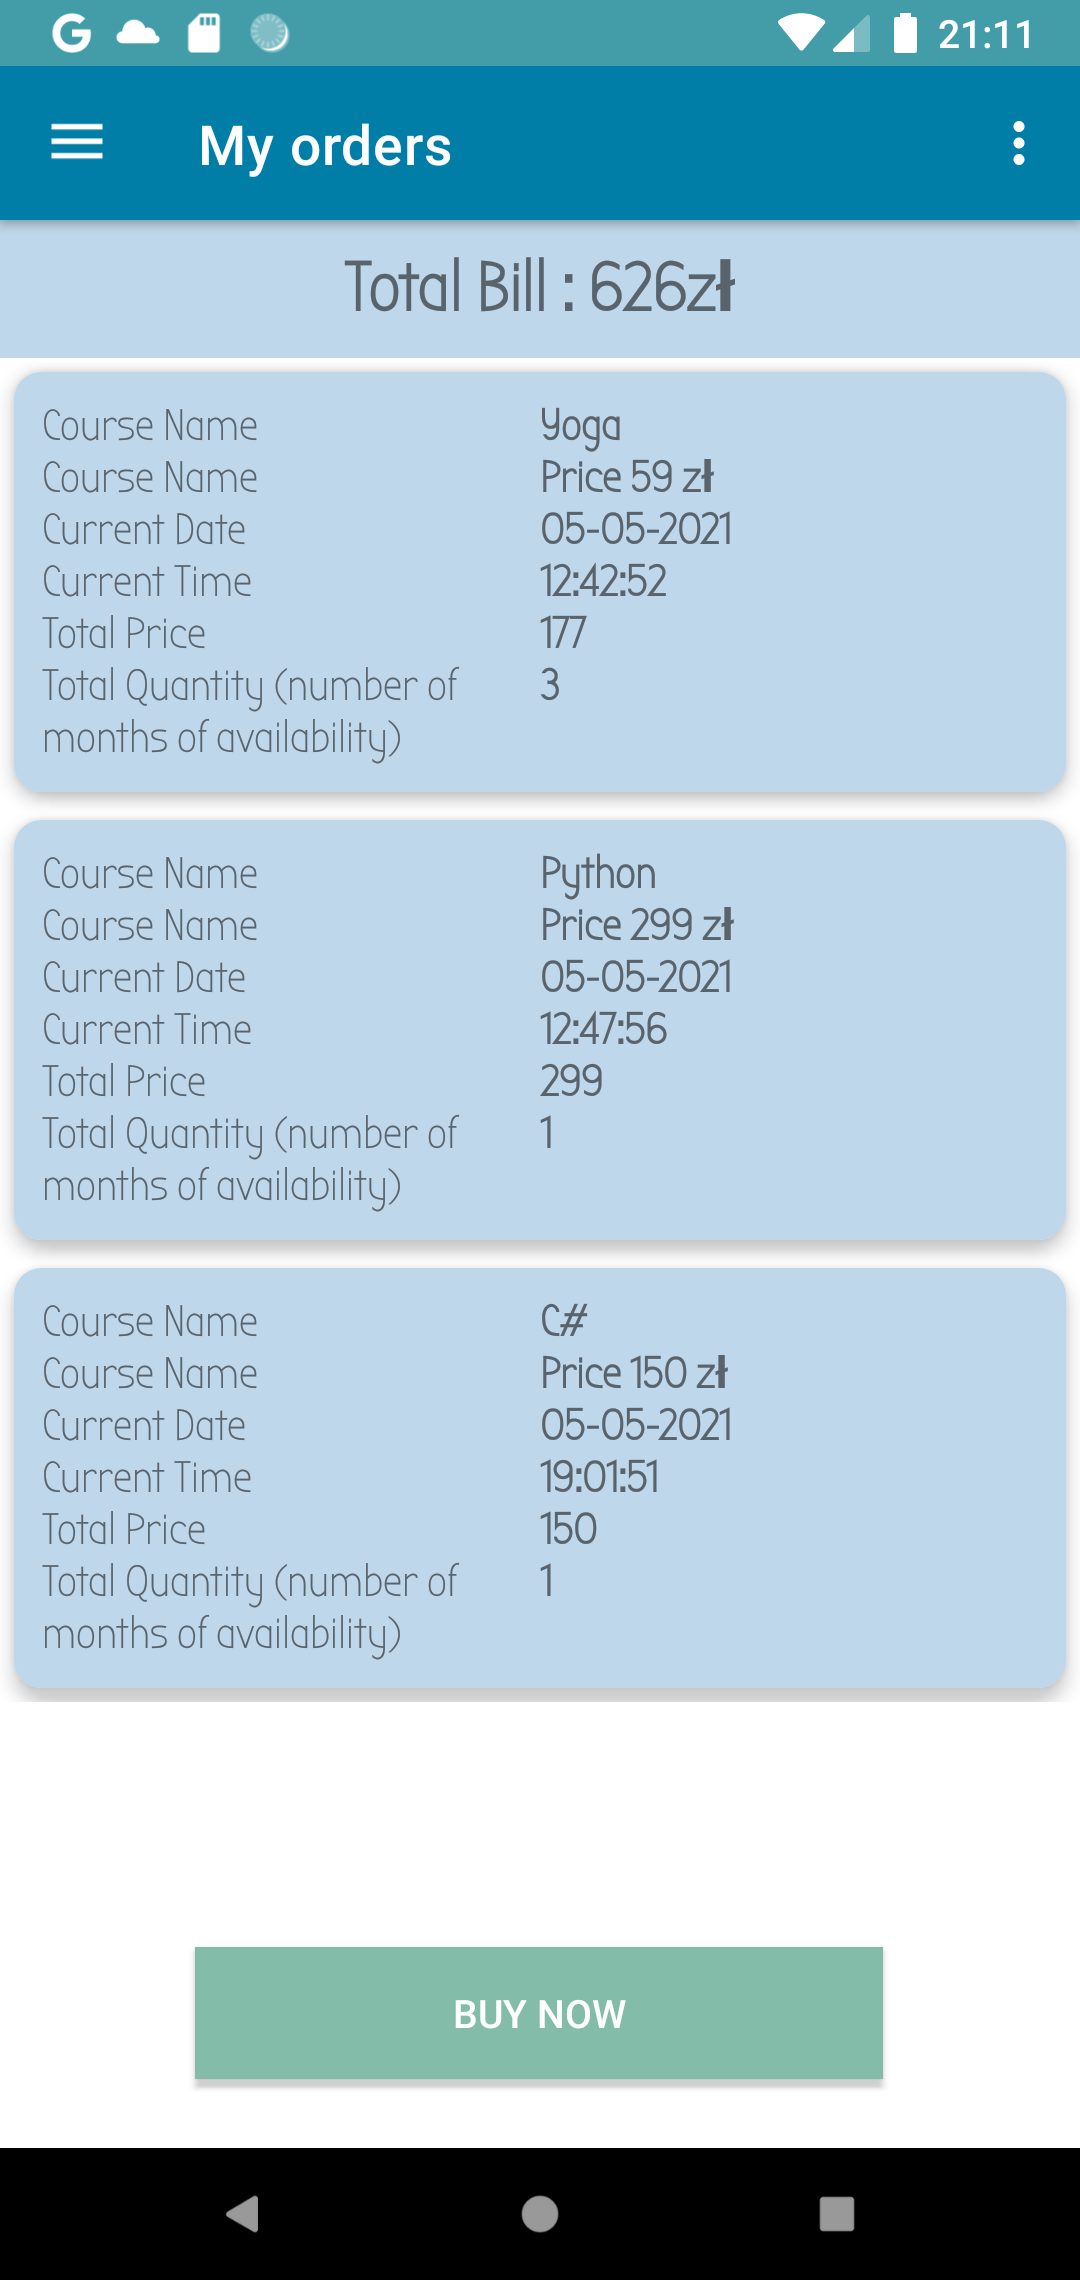 21:11
My orders
Total Bill : 626zł
Course Name Yoga
Course Name Price 59 zł
Current Date 05-05-2021
Current Time 12:42:52
Total Price 177
Total Quantity (number of 3
months of availability)
Course Name Python
Course Name Price 299 zł
Current Date 05-05-2021
Current Time 12:47:56
Total Price 299
Total Quantity (number of 1
months of availability)
Course Name C#
Course Name Price 150 zł
Current Date 05-05-2021
Current Time 19:01:51
Total Price 150
Total Quantity (number of 1
months of availability)
BUY NOW